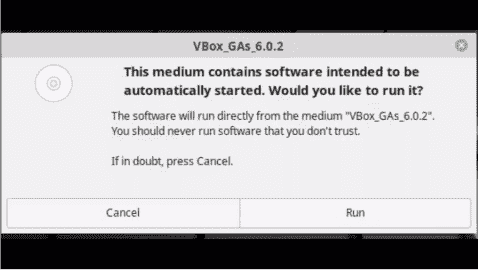 VBox_GAs_6.0.2
This medium contains software intended to be
automatically started. Would you like to run it?
The software will run directly from the medium "VBox_GAs_6.0.2".
You should never run software that you don't trust.
If in doubt, press Cancel.
Cancel
Run